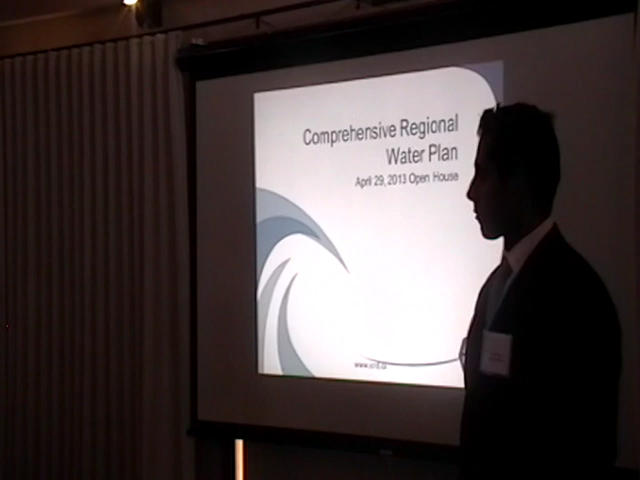 Comprehensive Regional
Water Plan
April 29, 2013 Open House